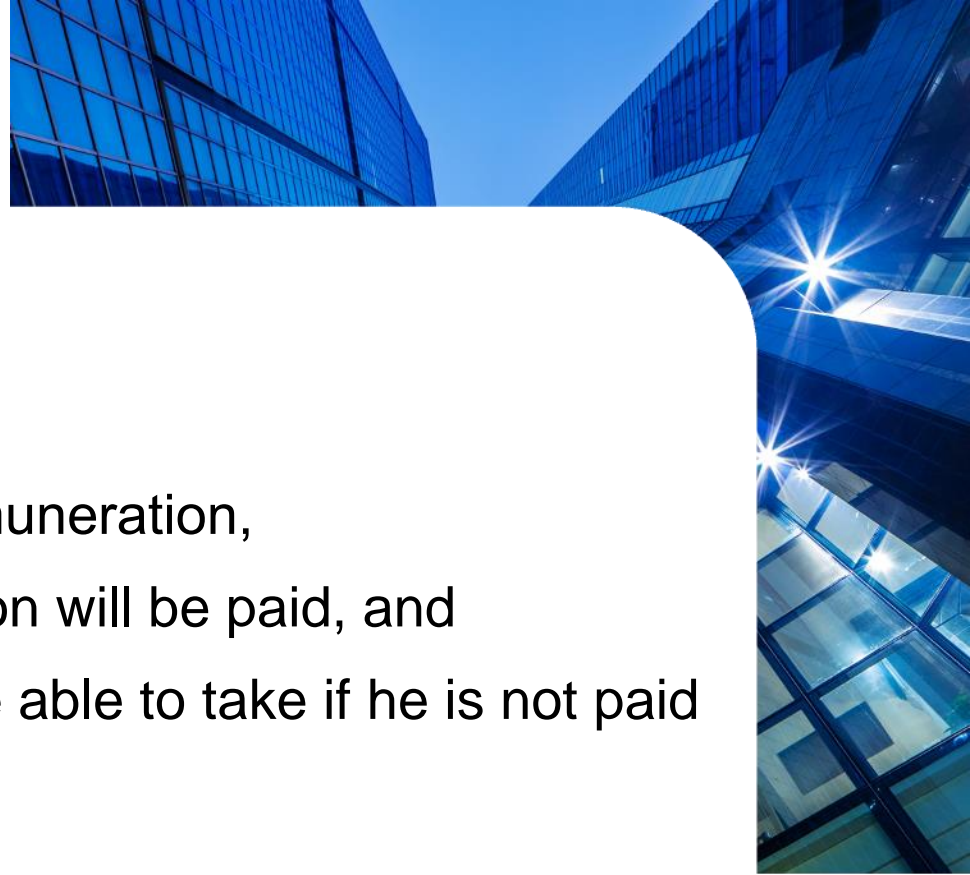 uneration,
on will be paid, and
able to take if he is not paid